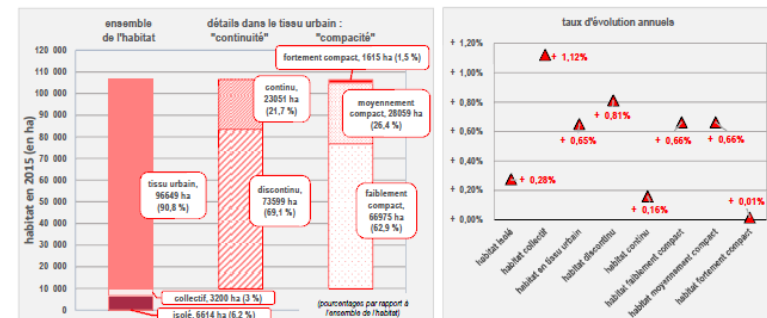 ensemble
de l'habitat
détails dans le tissu urbain :
"continuité"
"compacité"
habitat en 2015 (en ha)
120 000
110 000
100 000
90 000
80 000
70 000
60 000
50 000
40 000
30 000
20 000
10 000
0
tissu urbain,
96649 ha
(90,8 %)
collectif, 3200 ha (3 %)
isolé, 6614 ha (6,2 %)
continu,
23051 ha
(21,7 %)
discontinu,
73599 ha
(69,1 %)
fortement compact, 1615 ha (1,5 %)
moyennement
compact, 28059 ha
(26,4 %)
faiblement
compact,
66975 ha
(62,9 %)
(pourcentages par rapport à
l'ensemble de l'habitat)
taux d'évolution annuels
+ 1,20%
+ 1,00%
+ 0,80%
+ 0,60%
+ 0,40%
+ 0,20%
+ 0,00%
+ 0,28%
+ 1,12%
+ 0,65%
+ 0,81%
+ 0,16%
+ 0,66%
+ 0,66%
+ 0,01%
habitat isolé
habitat collectif
habitat en tissu urbain
habitat discontinu
habitat continu
habitat faiblement compact
habitat moyennement compact
habitat fortement compact